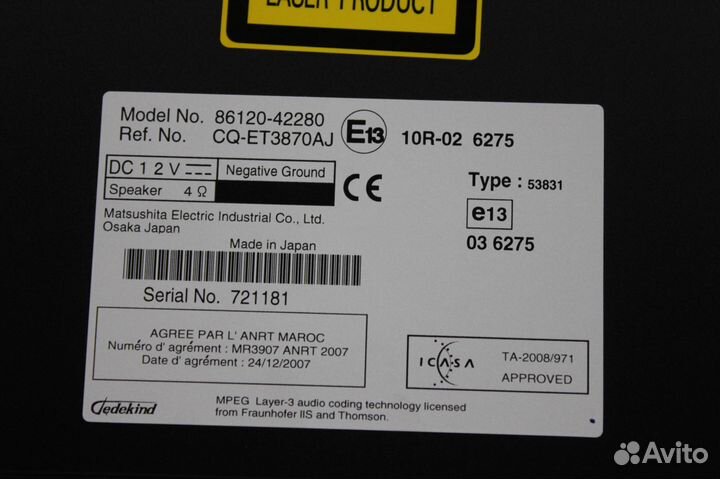 LASER PRODUCT
Model No. 86120-42280
Ref. No. CQ-ET3870AJ
E13
10R-02 6275
DC 12V
Negative Ground
Speaker 4 Ω
CE
Type : 53831
e13
03 6275
Matsushita Electric Industrial Co., Ltd.
Osaka Japan
Made in Japan
Serial No. 721181
AGREE PAR L' ANRT MAROC
Numéro d' agrément : MR3907 ANRT 2007
Date d' agrément : 24/12/2007
ICASA
TA-2008/971
APPROVED
Jedekind
MPEG Layer-3 audio coding technology licensed
from Fraunhofer IIS and Thomson.
Avito